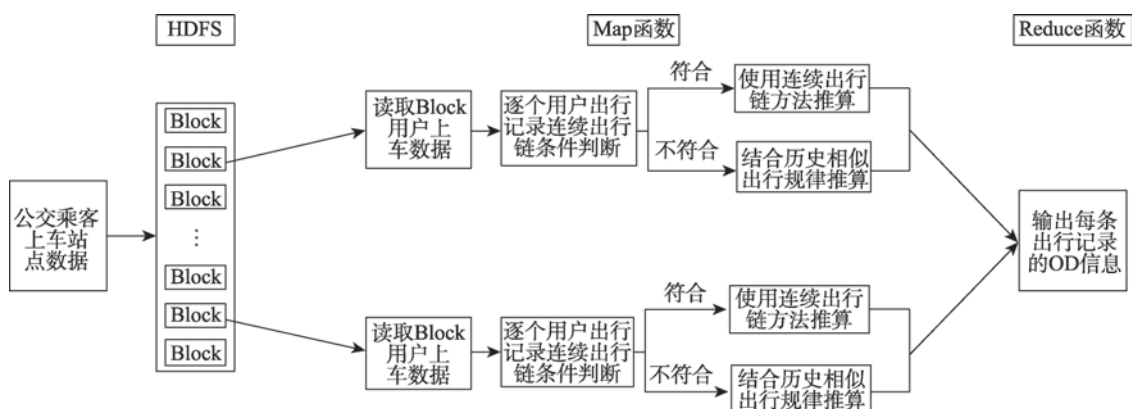 HDFS
Map函数
Reduce函数
公交乘客
上车站
点数据
Block
Block
Block
⋮
Block
Block
Block
读取Block
用户上
车数据
逐个用户出行
记录连续出行
链条件判断
符合
不符合
使用连续出行
链方法推算
结合历史相似
出行规律推算
读取Block
用户上
车数据
逐个用户出行
记录连续出行
链条件判断
符合
不符合
使用连续出行
链方法推算
结合历史相似
出行规律推算
输出每条
出行记录
的OD信息